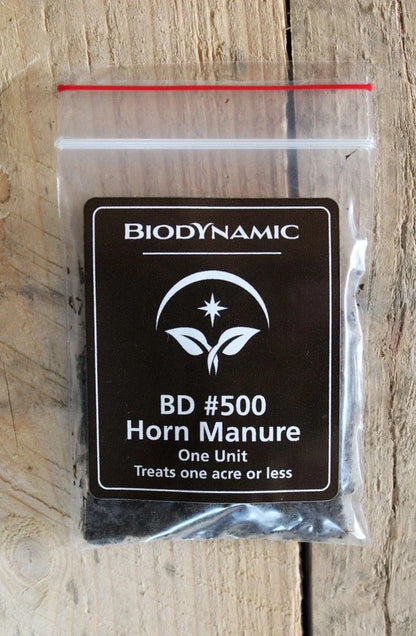 BIODYNAMIC
BD #500
Horn Manure
One Unit
Treats one acre or less